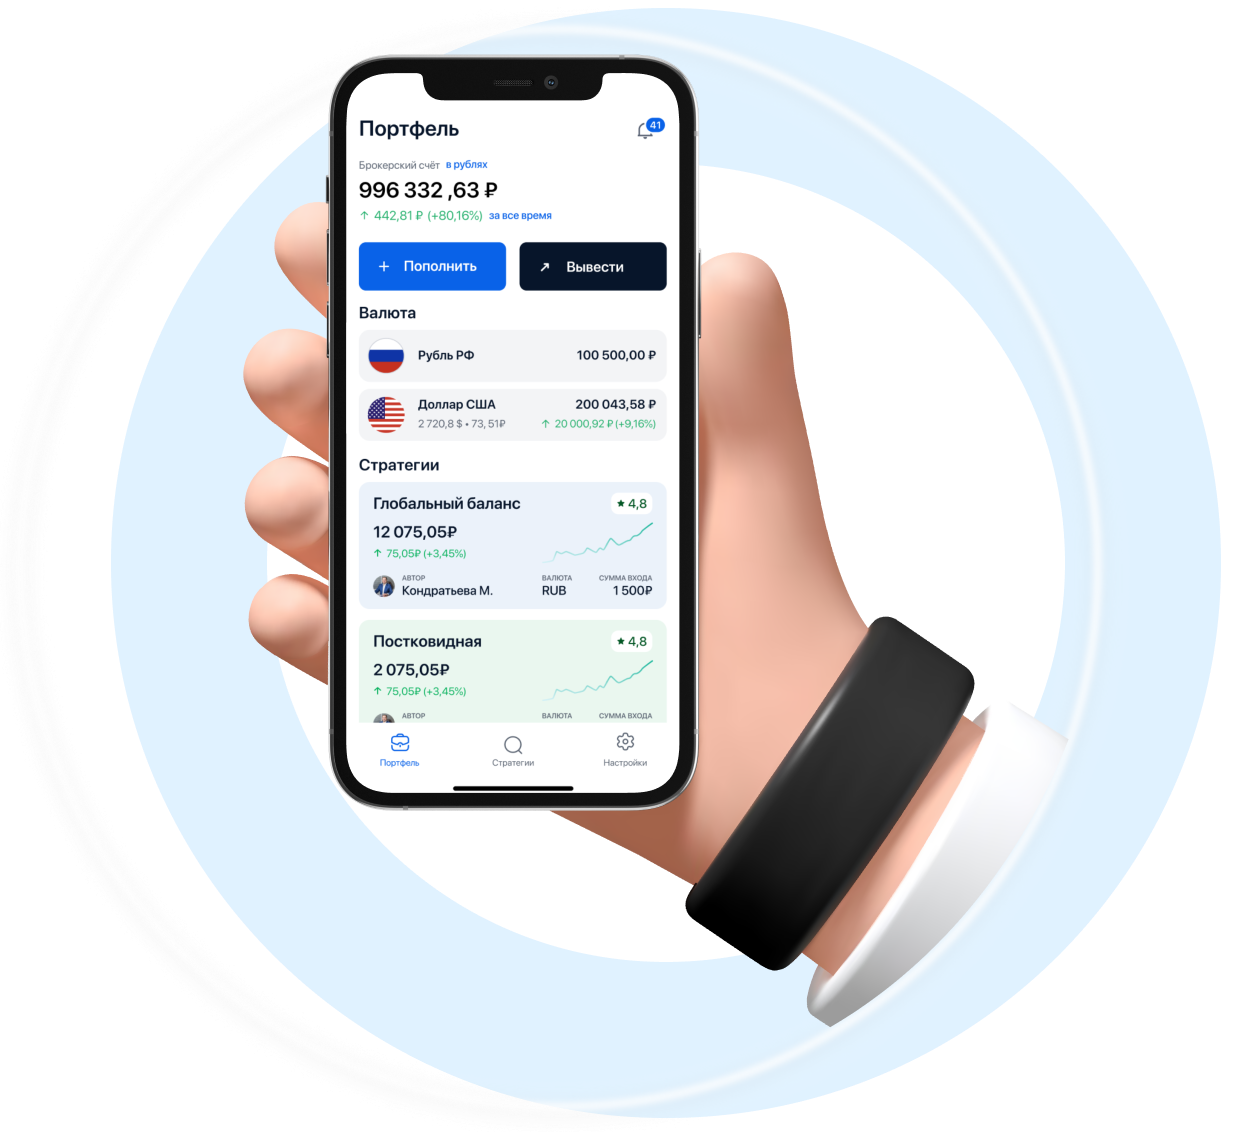 Портфель
41
Брокерский счёт в рублях
996 332 ,63 ₽
↑ 442,81 ₽ (+80,16%) за все время
+ Пополнить
↗ Вывести
Валюта
Рубль РФ 100 500,00 ₽
Доллар США 200 043,58 ₽
2 720,8 $ • 73, 51₽ ↑ 20 000,92 ₽ (+9,16%)
Стратегии
Глобальный баланс ★ 4,8
12 075,05₽
↑ 75,05₽ (+3,45%)
АВТОР ВАЛЮТА СУММА ВХОДА
Кондратьева М. RUB 1 500₽
Постковидная ★ 4,8
2 075,05₽
↑ 75,05₽ (+3,45%)
АВТОР ВАЛЮТА СУММА ВХОДА
Портфель Стратегии Настройки